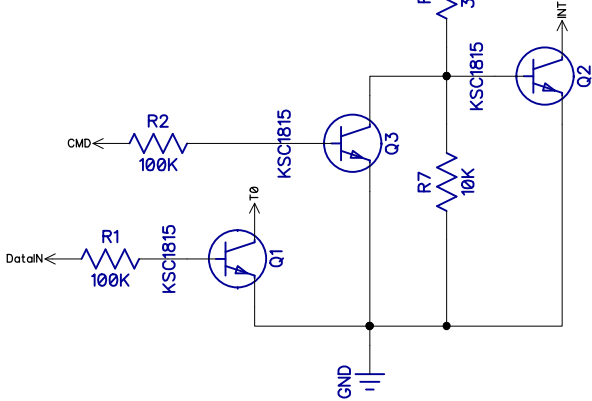 INT
KSC1815
Q2
R2
CMD
100K
KSC1815
Q3
R7
10K
T0
R1
DataIN
100K
KSC1815
Q1
GND